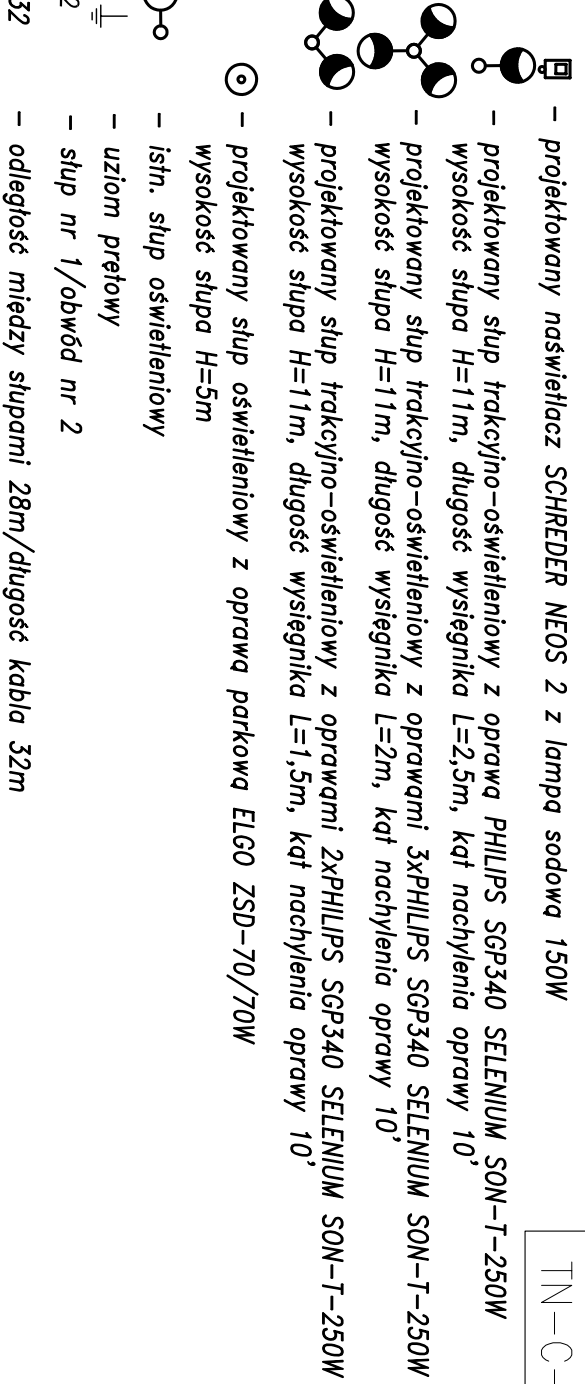 - projektowany naświetlacz SCHREDER NEOS 2 z lampą sodową 150W
- projektowany słup trakcyjno-oświetleniowy z oprawą PHILIPS SGP340 SELENIUM SON-T-250W
wysokość słupa H=11m, długość wysięgnika L=2,5m, kąt nachylenia oprawy 10'
- projektowany słup trakcyjno-oświetleniowy z oprawami 3xPHILIPS SGP340 SELENIUM SON-T-250W
wysokość słupa H=11m, długość wysięgnika L=2m, kąt nachylenia oprawy 10'
- projektowany słup trakcyjno-oświetleniowy z oprawami 2xPHILIPS SGP340 SELENIUM SON-T-250W
wysokość słupa H=11m, długość wysięgnika L=1,5m, kąt nachylenia oprawy 10'
- projektowany słup oświetleniowy z oprawą parkową ELGO ZSD-70/70W
wysokość słupa H=5m
- istn. słup oświetleniowy
- uziom prętowy
2 - słup nr 1/obwód nr 2
32 - odległość między słupami 28m/długość kabla 32m
TN-C-